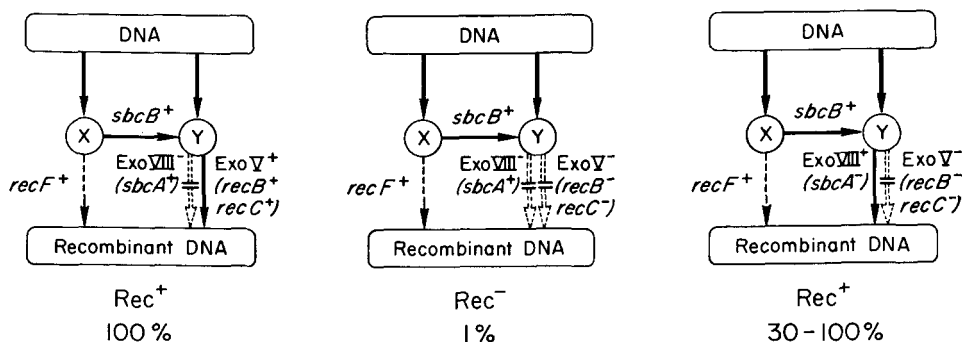 DNA
X
sbcB⁺
Y
recF⁺
ExoⅧ⁻
(sbcA⁺)
ExoⅤ⁺
(recB⁺
recC⁺)
Recombinant DNA
Rec⁺
100%
DNA
X
sbcB⁺
Y
recF⁺
ExoⅧ⁻
(sbcA⁺)
ExoⅤ⁻
(recB⁻
recC⁻)
Recombinant DNA
Rec⁻
1%
DNA
X
sbcB⁺
Y
recF⁺
ExoⅧ⁺
(sbcA⁻)
ExoⅤ⁻
(recB⁻
recC⁻)
Recombinant DNA
Rec⁺
30-100%